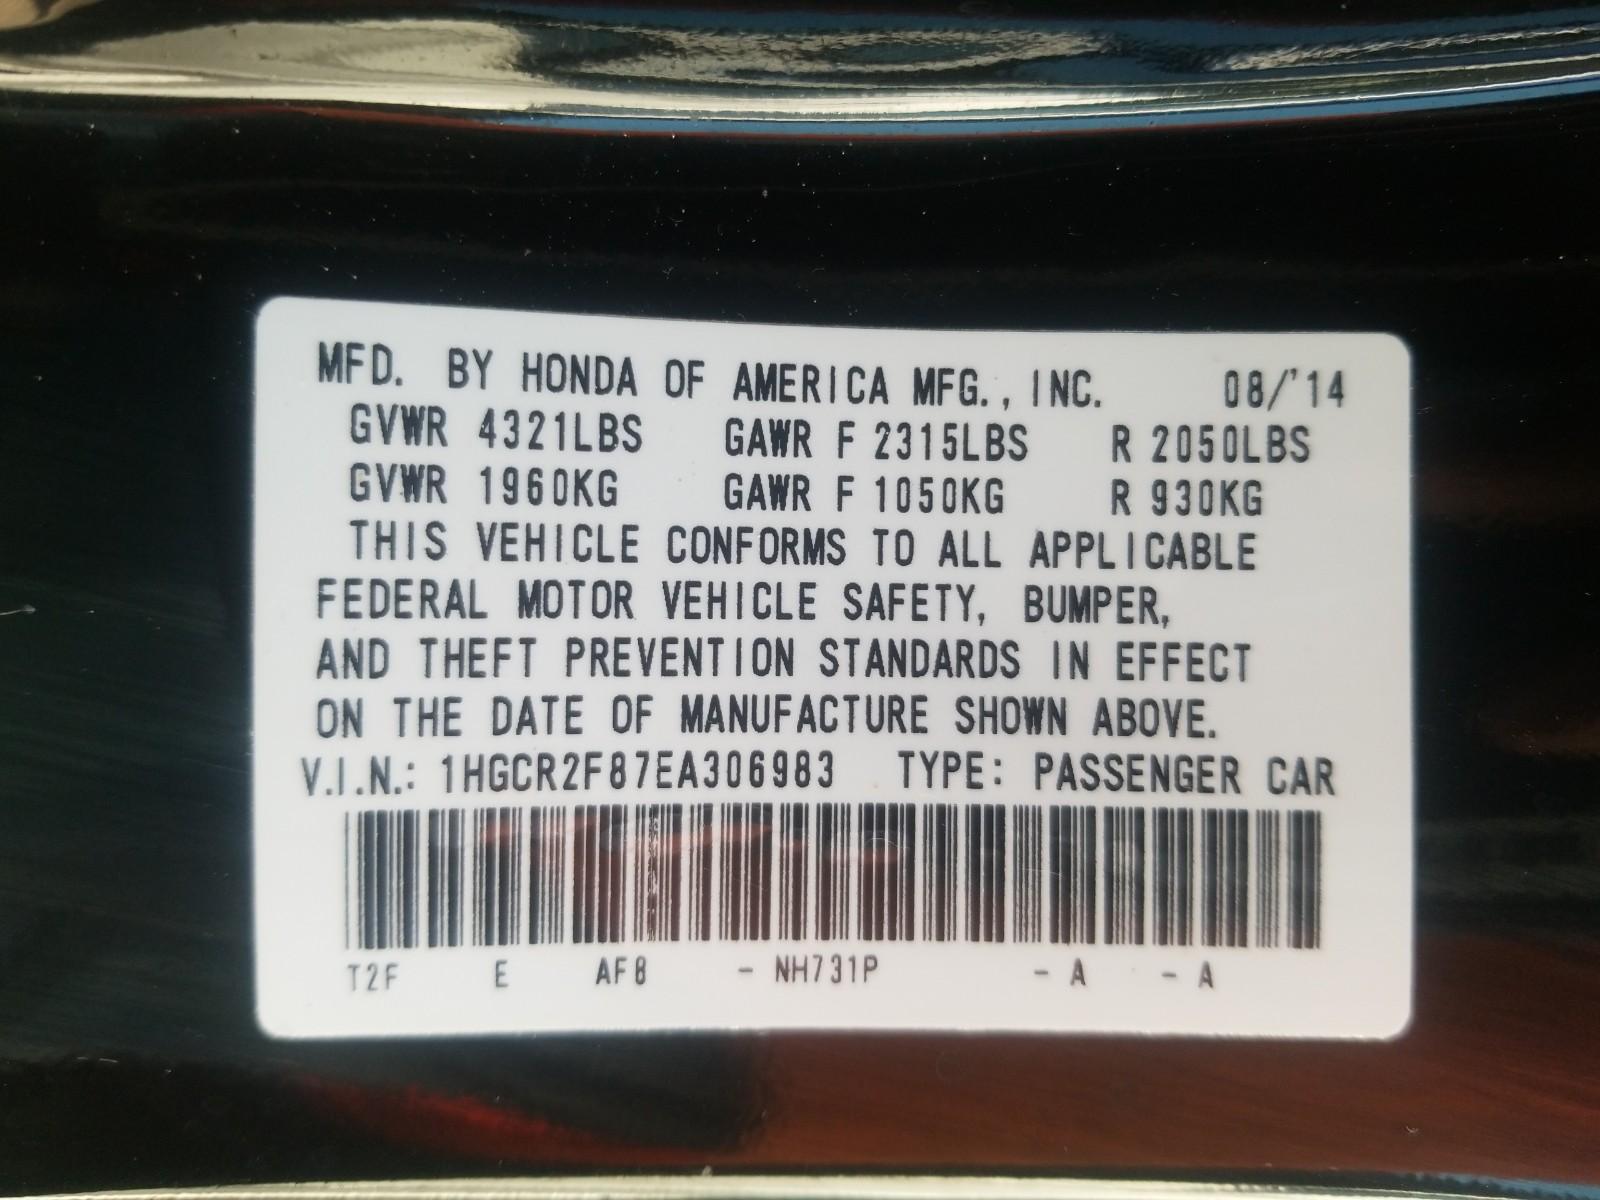 MFD. BY HONDA OF AMERICA MFG., INC. 08/'14
GVWR 4321LBS GAWR F 2315LBS R 2050LBS
GVWR 1960KG GAWR F 1050KG R 930KG
THIS VEHICLE CONFORMS TO ALL APPLICABLE
FEDERAL MOTOR VEHICLE SAFETY, BUMPER,
AND THEFT PREVENTION STANDARDS IN EFFECT
ON THE DATE OF MANUFACTURE SHOWN ABOVE.
V.I.N.: 1HGCR2F87EA306983 TYPE: PASSENGER CAR
T2F E AF8 - NH731P - A - A